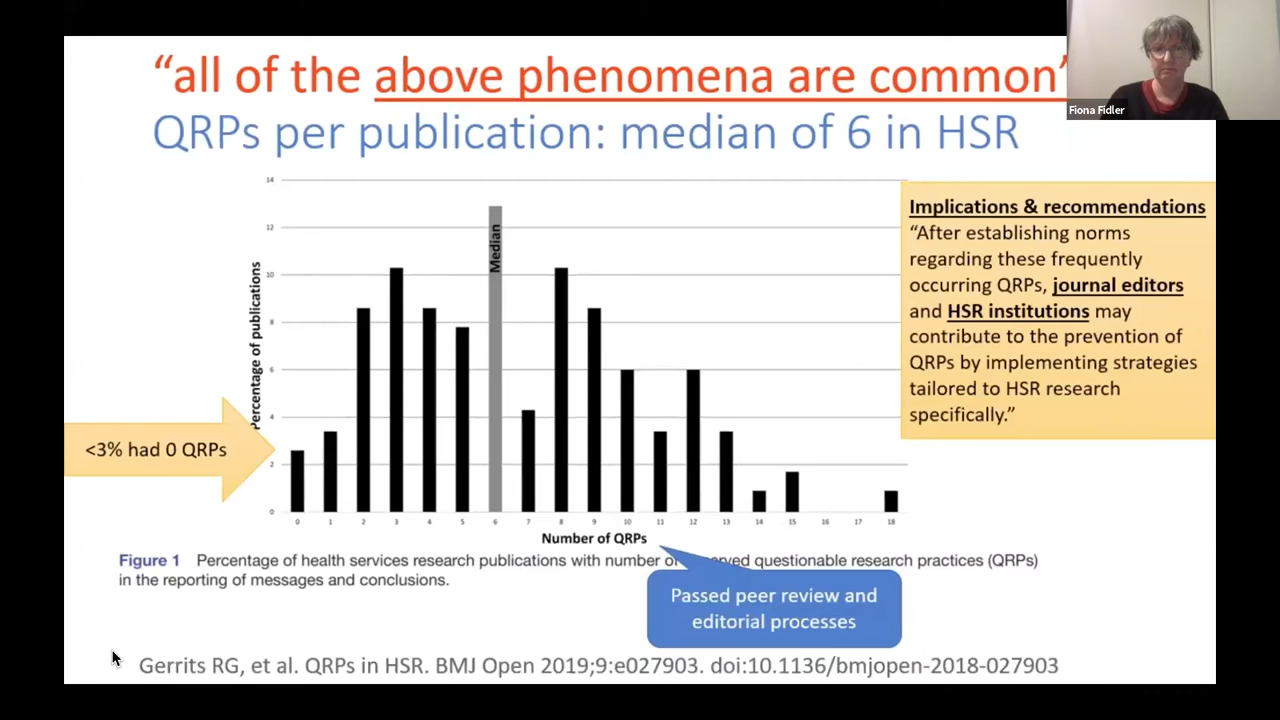 “all of the above phenomena are common”
Fiona Fidler
QRPs per publication: median of 6 in HSR
14
12
10
8
6
4
2
0
Percentage of publications
Median
0 1 2 3 4 5 6 7 8 9 10 11 12 13 14 15 16 17 18
Number of QRPs
<3% had 0 QRPs
Implications & recommendations
“After establishing norms
regarding these frequently
occurring QRPs, journal editors
and HSR institutions may
contribute to the prevention of
QRPs by implementing strategies
tailored to HSR research
specifically.”
Figure 1 Percentage of health services research publications with number of questionable research practices (QRPs)
in the reporting of messages and conclusions.
Passed peer review and
editorial processes
Gerrits RG, et al. QRPs in HSR. BMJ Open 2019;9:e027903. doi:10.1136/bmjopen-2018-027903